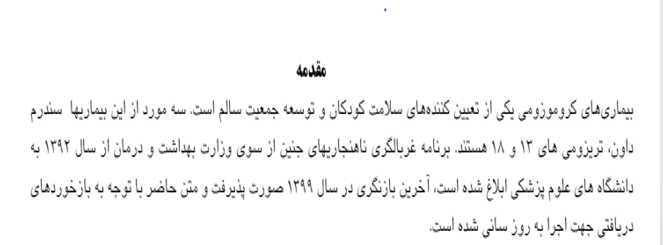 مقدمه
بیماری‌های کروموزومی یکی از تعیین کننده‌های سلامت کودکان و توسعه جمعیت سالم است. سه مورد از این بیماریها  سندرم
داون، تریزومی های ۱۳ و ۱۸ هستند. برنامه غربالگری ناهنجاریهای جنین از سوی وزارت بهداشت و درمان از سال ۱۳۹۲ به
دانشگاه های علوم پزشکی ابلاغ شده است، آخرین بازنگری در سال ۱۳۹۹ صورت پذیرفت و متن حاضر با توجه به بازخوردهای
دریافتی جهت اجرا به روز سانی شده است.